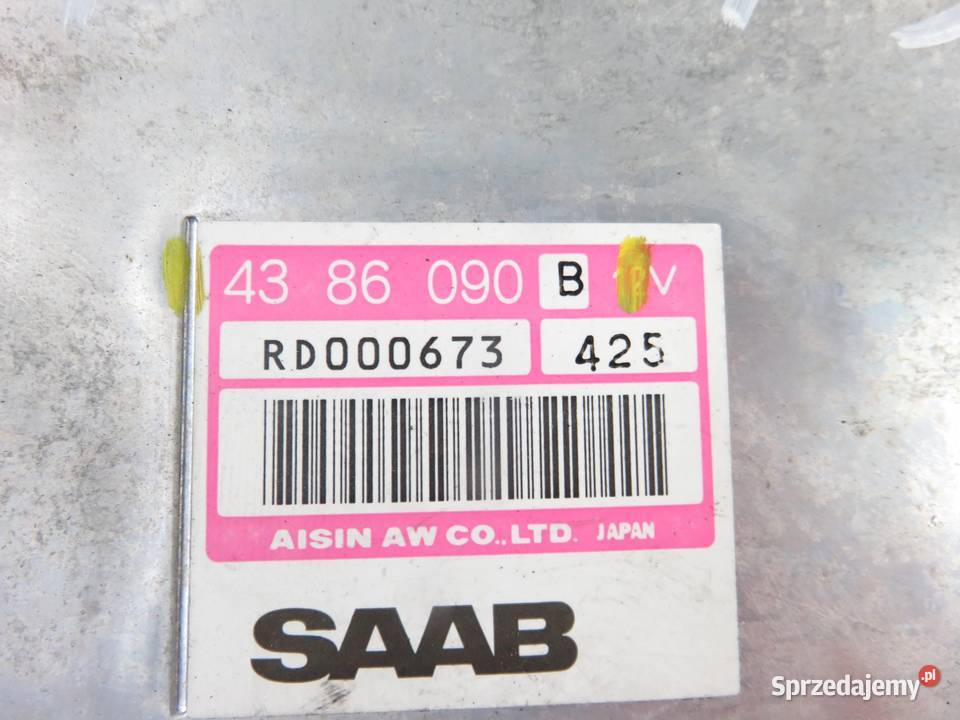 43 86 090 B 12V
RD000673 425
AISIN AW CO.,LTD. JAPAN
SAAB
Sprzedajemy.pl